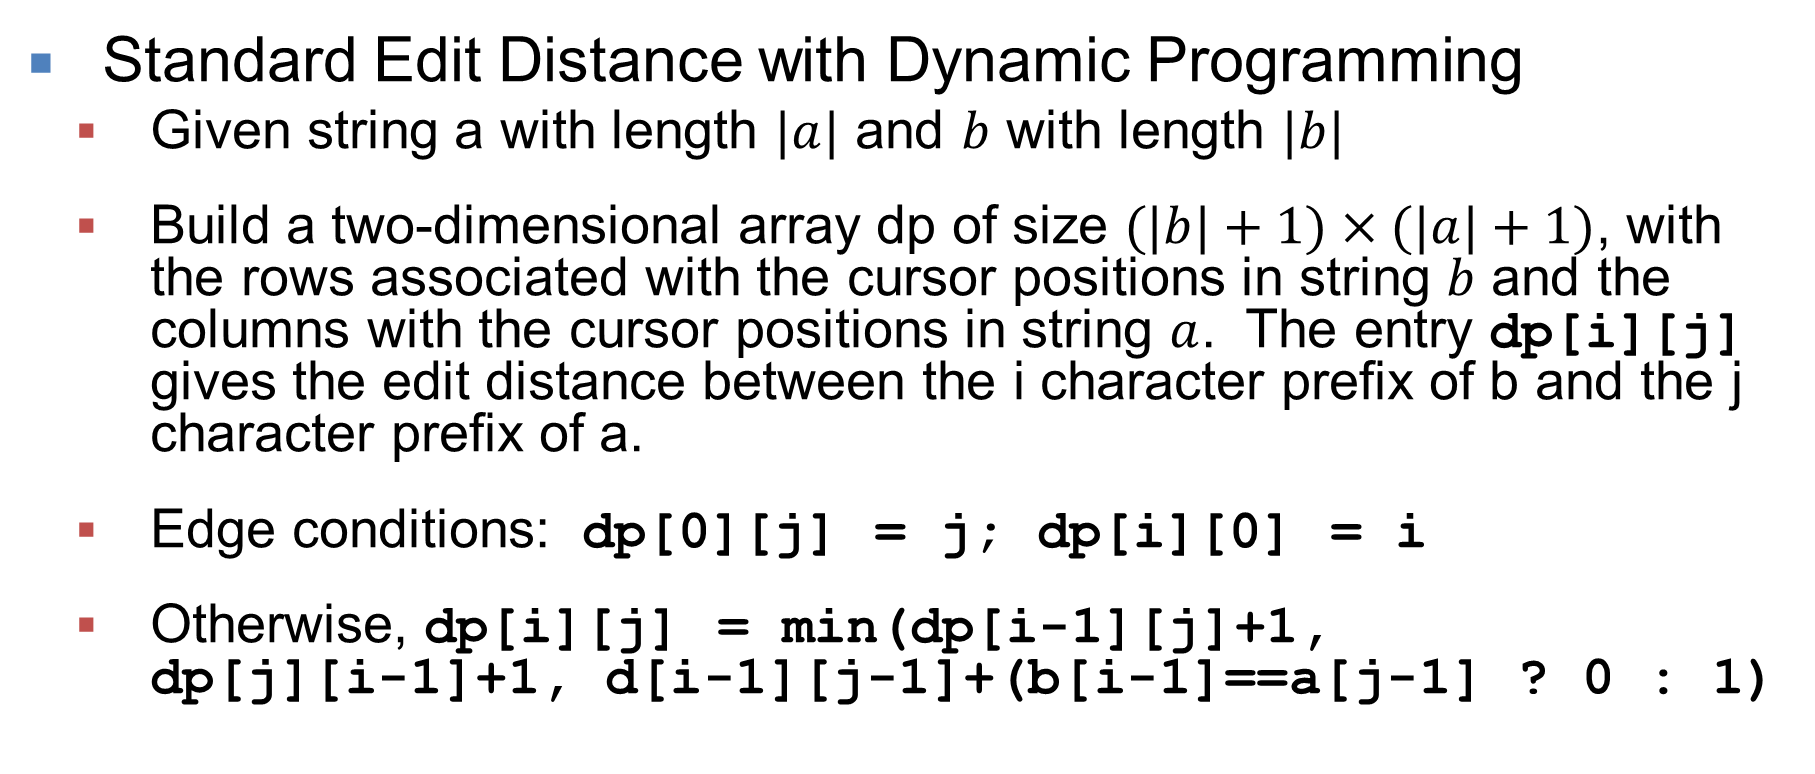 Standard Edit Distance with Dynamic Programming
Given string a with length |a| and b with length |b|
Build a two-dimensional array dp of size (|b| + 1) × (|a| + 1), with
the rows associated with the cursor positions in string b and the
columns with the cursor positions in string a. The entry dp[i][j]
gives the edit distance between the i character prefix of b and the j
character prefix of a.
Edge conditions: dp[0][j] = j; dp[i][0] = i
Otherwise, dp[i][j] = min(dp[i-1][j]+1,
dp[j][i-1]+1, d[i-1][j-1]+(b[i-1]==a[j-1] ? 0 : 1)